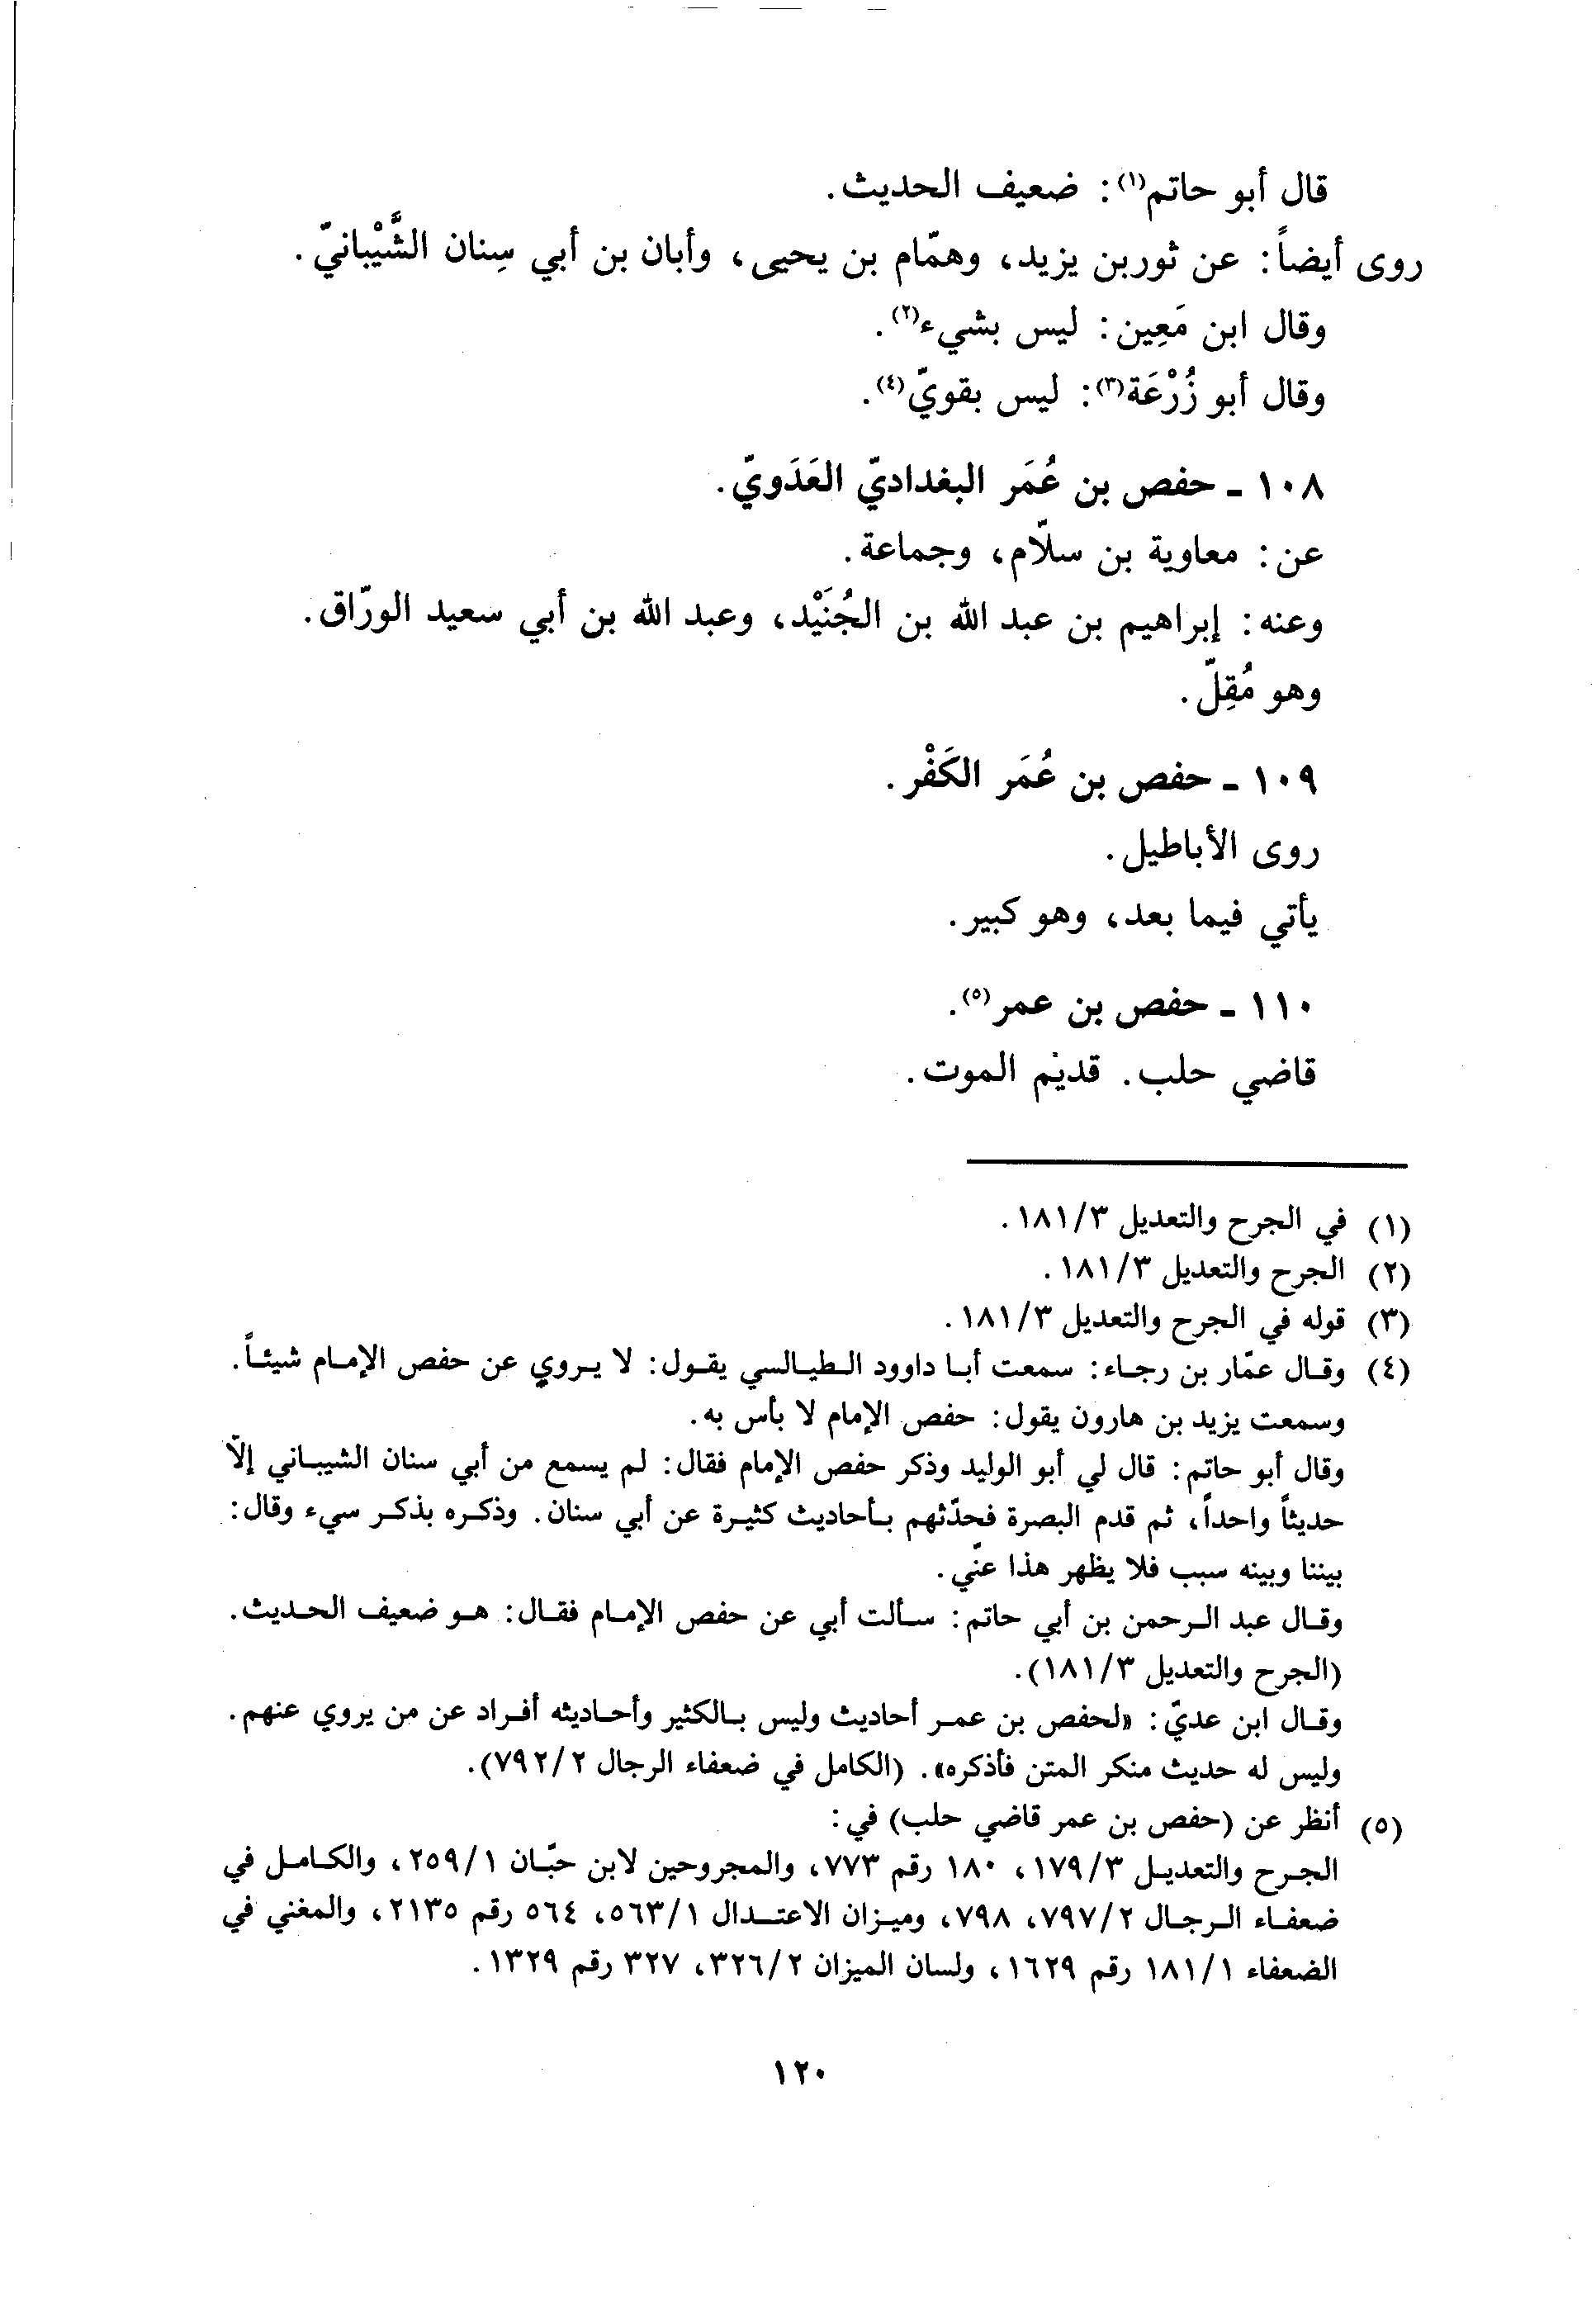 قال أبو حاتم(١): ضعيف الحديث.
روى أيضاً: عن ثوربن يزيد، وهمّام بن يحيى، وأبان بن أبي سِنان الشَّيْبانيّ.
وقال ابن مَعِين: ليس بشيء(٢).
وقال أبو زُرْعَة(٣): ليس بقويّ(٤).
١٠٨ ـ حفص بن عُمَر البغداديّ العَدَويّ.
عن: معاوية بن سلّام، وجماعة.
وعنه: إبراهيم بن عبد الله بن الجُنَيْد، وعبد الله بن أبي سعيد الورّاق.
وهو مُقِلّ.
١٠٩ ـ حفص بن عُمَر الكَفْر.
روى الأباطيل.
يأتي فيما بعد، وهو كبير.
١١٠ ـ حفص بن عمر(٥).
قاضي حلب. قديم الموت.
(١) في الجرح والتعديل ١٨١/٣.
(٢) الجرح والتعديل ١٨١/٣.
(٣) قوله في الجرح والتعديل ١٨١/٣.
(٤) وقال عمّار بن رجاء: سمعت أبا داوود الطيالسي يقول: لا يروي عن حفص الإمام شيئاً.
وسمعت يزيد بن هارون يقول: حفص الإمام لا بأس به.
وقال أبو حاتم: قال لي أبو الوليد وذكر حفص الإمام فقال: لم يسمع من أبي سنان الشيباني إلّا
حديثاً واحداً، ثم قدم البصرة فحدّثهم بأحاديث كثيرة عن أبي سنان. وذكره بذكر سيء وقال:
بيننا وبينه سبب فلا يظهر هذا عنّي.
وقال عبد الرحمن بن أبي حاتم: سألت أبي عن حفص الإمام فقال: هو ضعيف الحديث.
(الجرح والتعديل ١٨١/٣).
وقال ابن عديّ: «لحفص بن عمر أحاديث وليس بالكثير وأحاديثه أفراد عن من يروي عنهم.
وليس له حديث منكر المتن فأذكره». (الكامل في ضعفاء الرجال ٧٩٢/٢).
(٥) أنظر عن (حفص بن عمر قاضي حلب) في:
الجرح والتعديل ١٧٩/٣، ١٨٠ رقم ٧٧٣، والمجروحين لابن حبّان ٢٥٩/١، والكامل في
ضعفاء الرجال ٧٩٧/٢، ٧٩٨، وميزان الاعتدال ٥٦٣/١، ٥٦٤ رقم ٢١٣٥، والمغني في
الضعفاء ١٨١/١ رقم ١٦٢٩، ولسان الميزان ٣٢٦/٢، ٣٢٧ رقم ١٣٢٩.
١٢٠